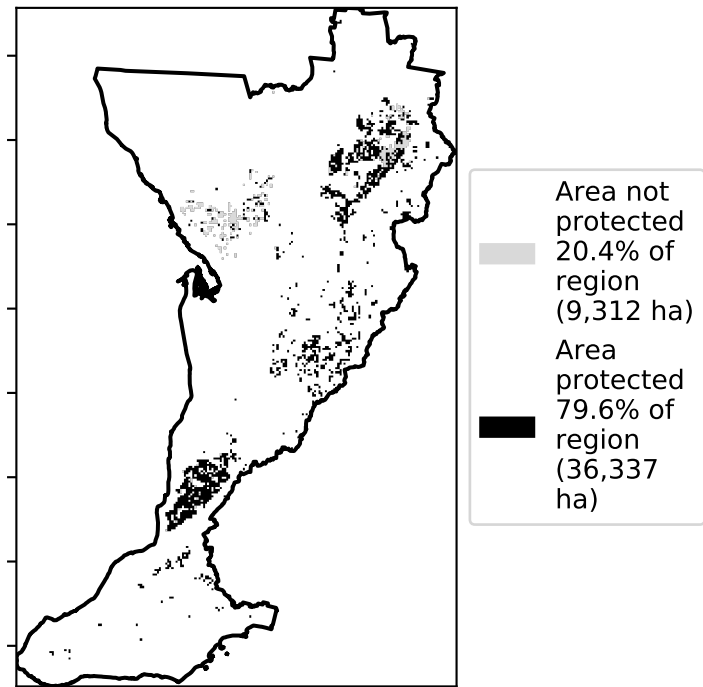 Area not
protected
20.4% of
region
(9,312 ha)
Area
protected
79.6% of
region
(36,337
ha)